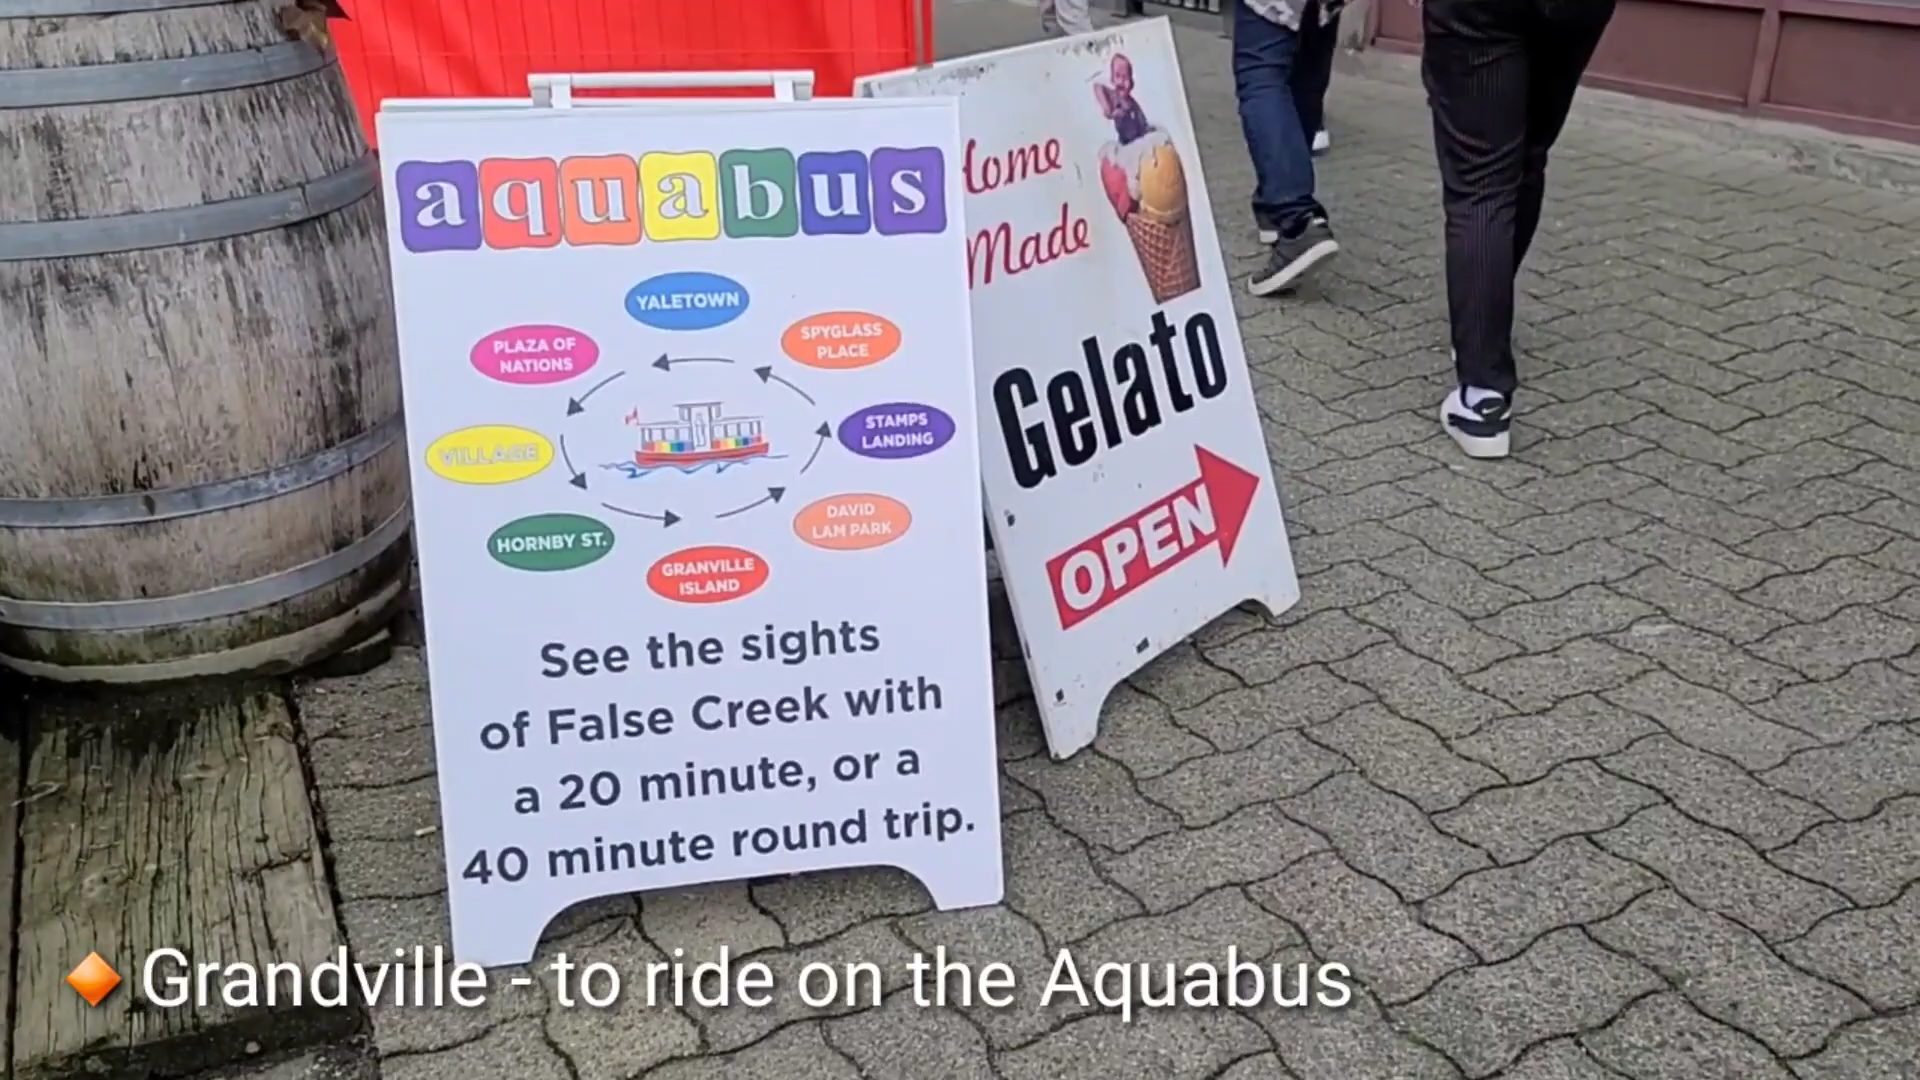 aquabus
YALETOWN
PLAZA OF
NATIONS
SPYGLASS
PLACE
VILLAGE
STAMPS
LANDING
HORNBY ST.
DAVID
LAM PARK
GRANVILLE
ISLAND
See the sights
of False Creek with
a 20 minute, or a
40 minute round trip.
Home
Made
Gelato
OPEN
Grandville - to ride on the Aquabus